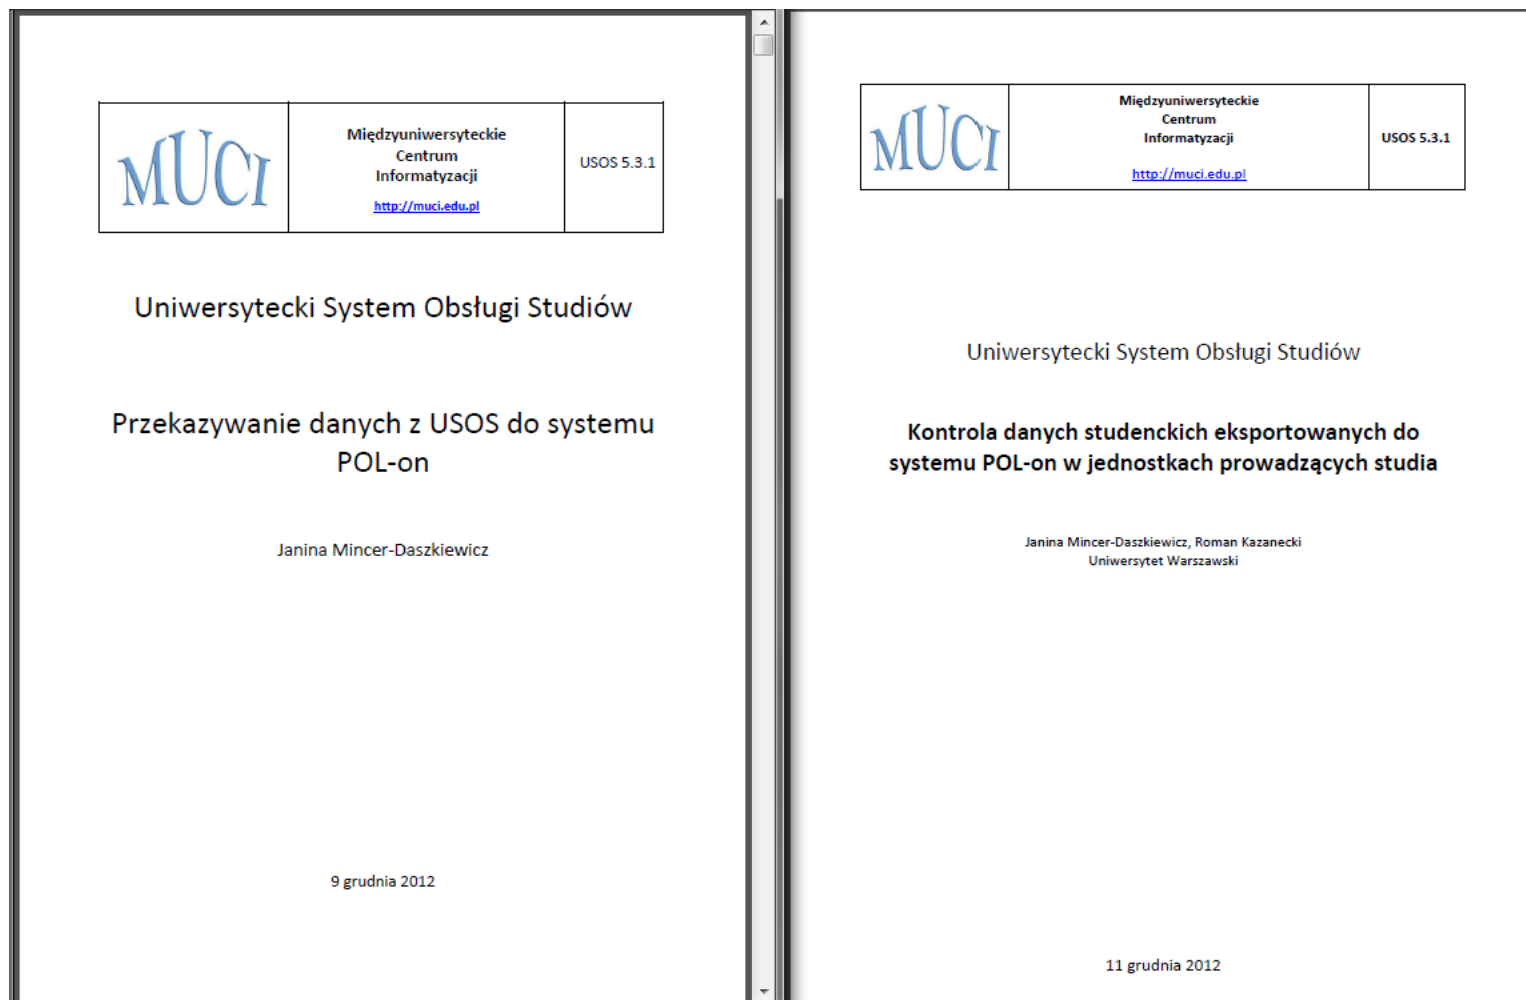 MUCI
Międzyuniwersyteckie
Centrum
Informatyzacji
http://muci.edu.pl
USOS 5.3.1
Uniwersytecki System Obsługi Studiów
Przekazywanie danych z USOS do systemu
POL-on
Janina Mincer-Daszkiewicz
9 grudnia 2012
MUCI
Międzyuniwersyteckie
Centrum
Informatyzacji
http://muci.edu.pl
USOS 5.3.1
Uniwersytecki System Obsługi Studiów
Kontrola danych studenckich eksportowanych do
systemu POL-on w jednostkach prowadzących studia
Janina Mincer-Daszkiewicz, Roman Kazanecki
Uniwersytet Warszawski
11 grudnia 2012